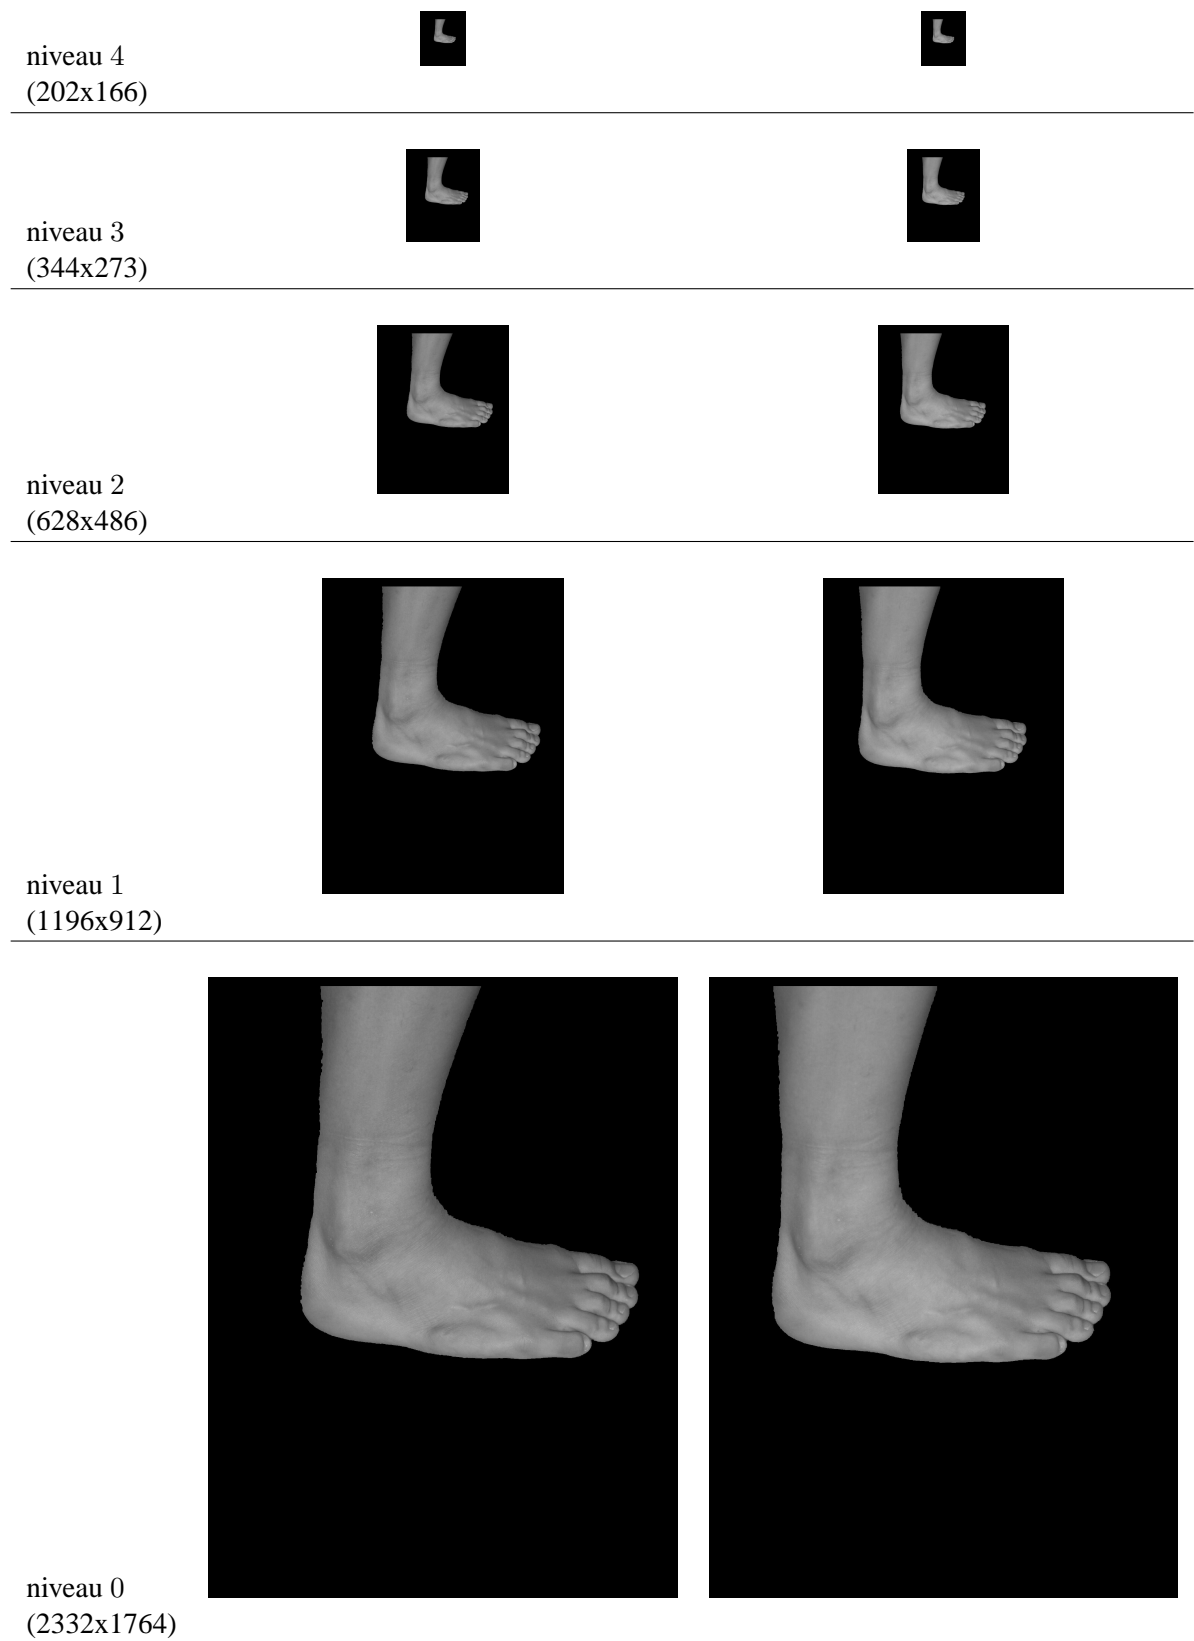 niveau 4
(202x166)
niveau 3
(344x273)
niveau 2
(628x486)
niveau 1
(1196x912)
niveau 0
(2332x1764)